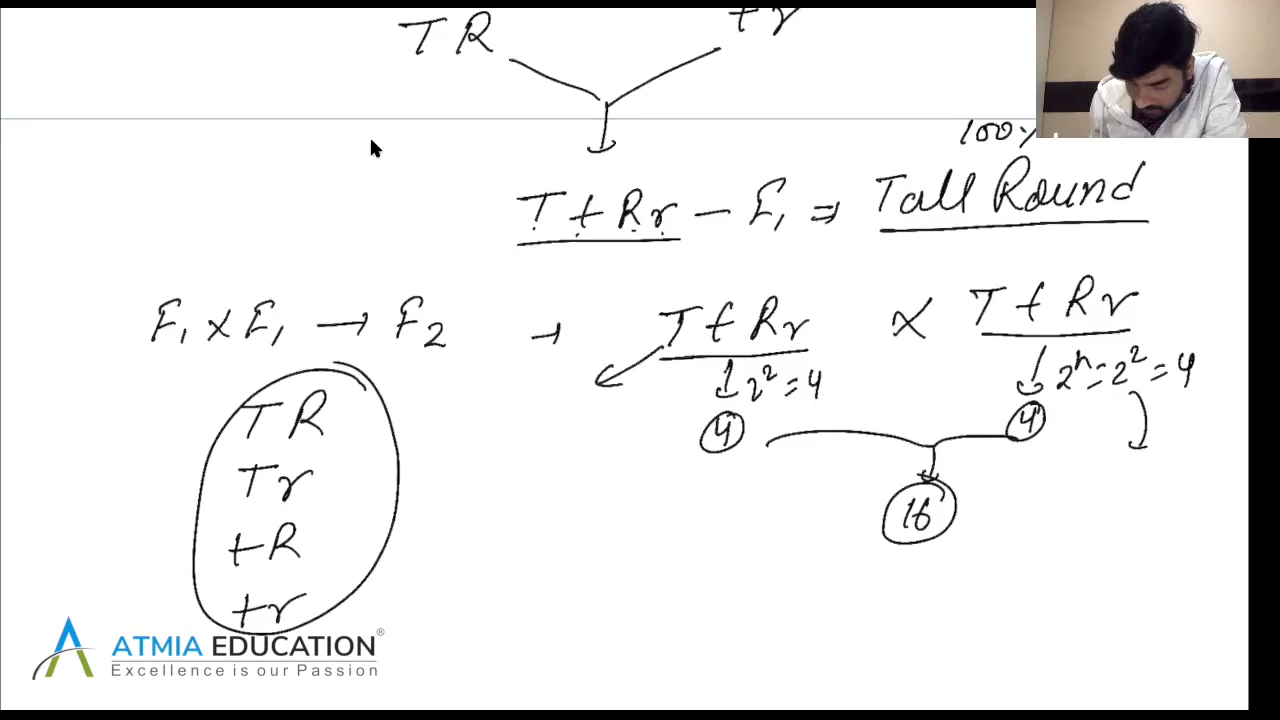 TR tr
100%
TtRr – F1 ⇒ Tall Round
F1 × F1 → F2 → TtRr × TtRr
2² = 4 2ⁿ = 2² = 4
TR 4 4
Tr 16
tR
tr
ATMIA EDUCATION®
Excellence is our Passion